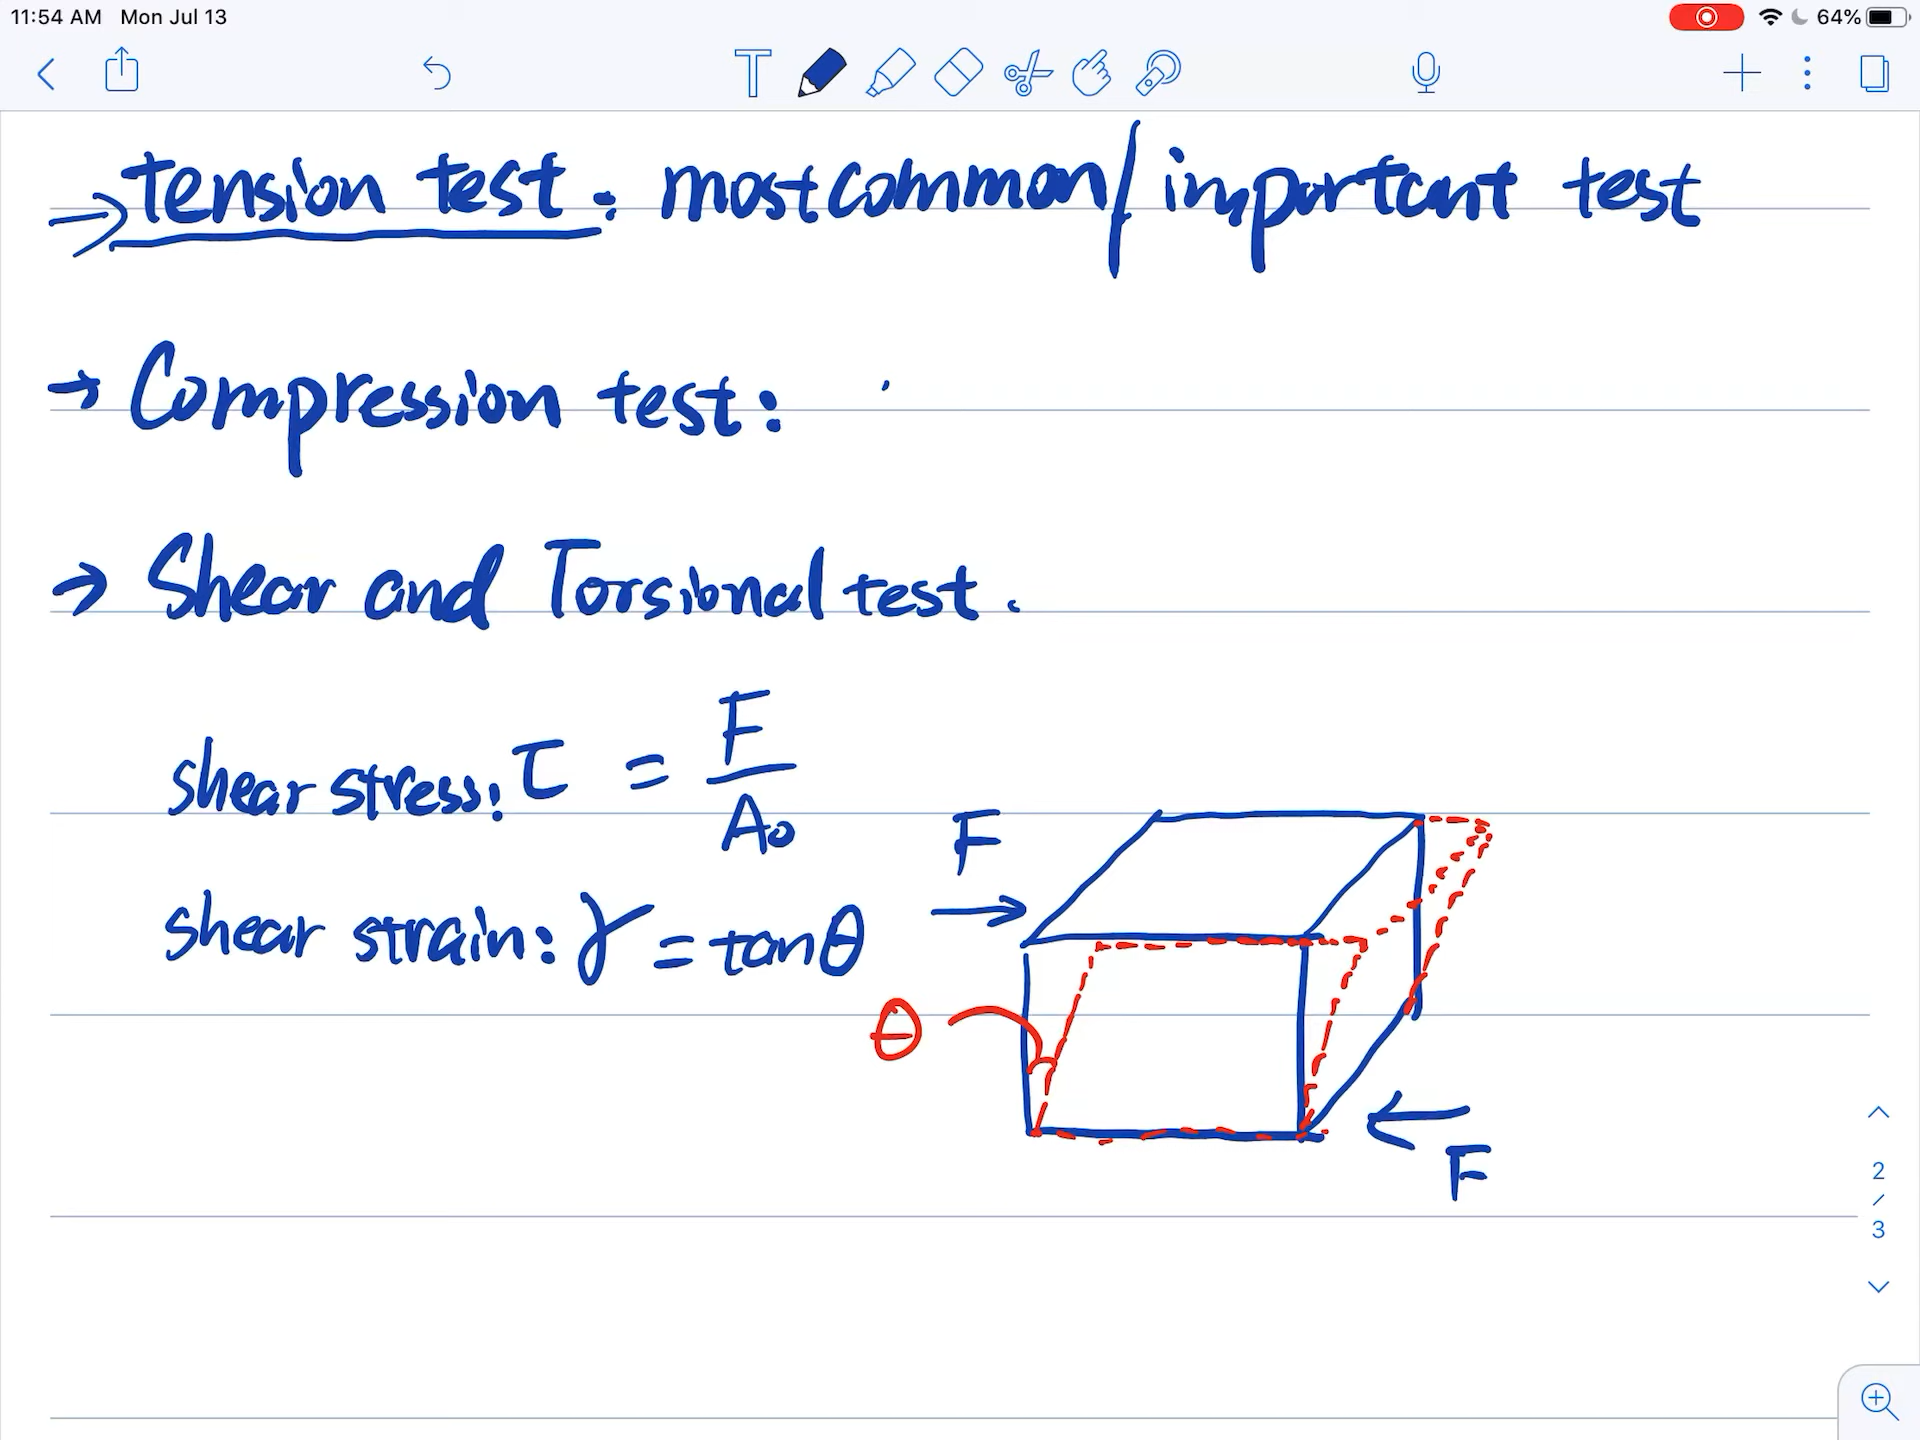 11:54 AM Mon Jul 13
64%
T
→ tension test: most common/important test
→ Compression test:
→ Shear and Torsional test.
shear stress: τ = F/A₀
shear strain: γ = tanθ
F
θ
F
2
/
3